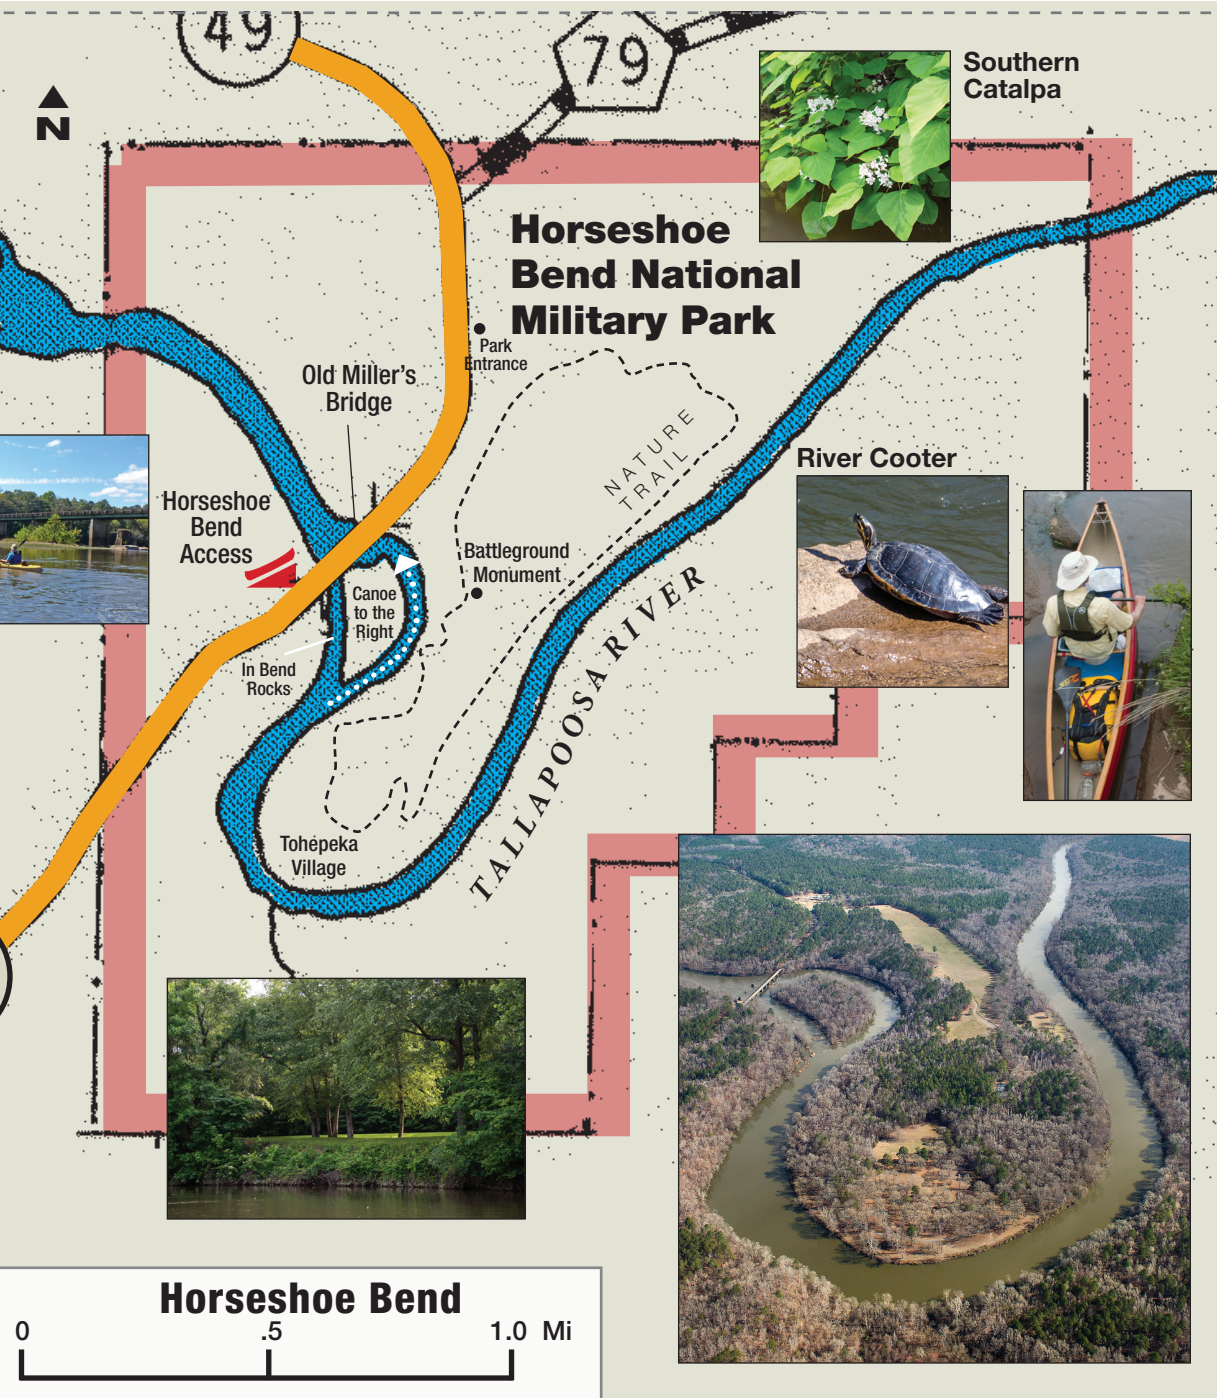 49
79
Southern
Catalpa
N
Horseshoe
Bend National
Military Park
Park
Entrance
Old Miller's
Bridge
NATURE
TRAIL
River Cooter
Horseshoe
Bend
Access
Battleground
Monument
Canoe
to the
Right
In Bend
Rocks
TALLAPOOSA RIVER
Tohepeka
Village
Horseshoe Bend
0 .5 1.0 Mi